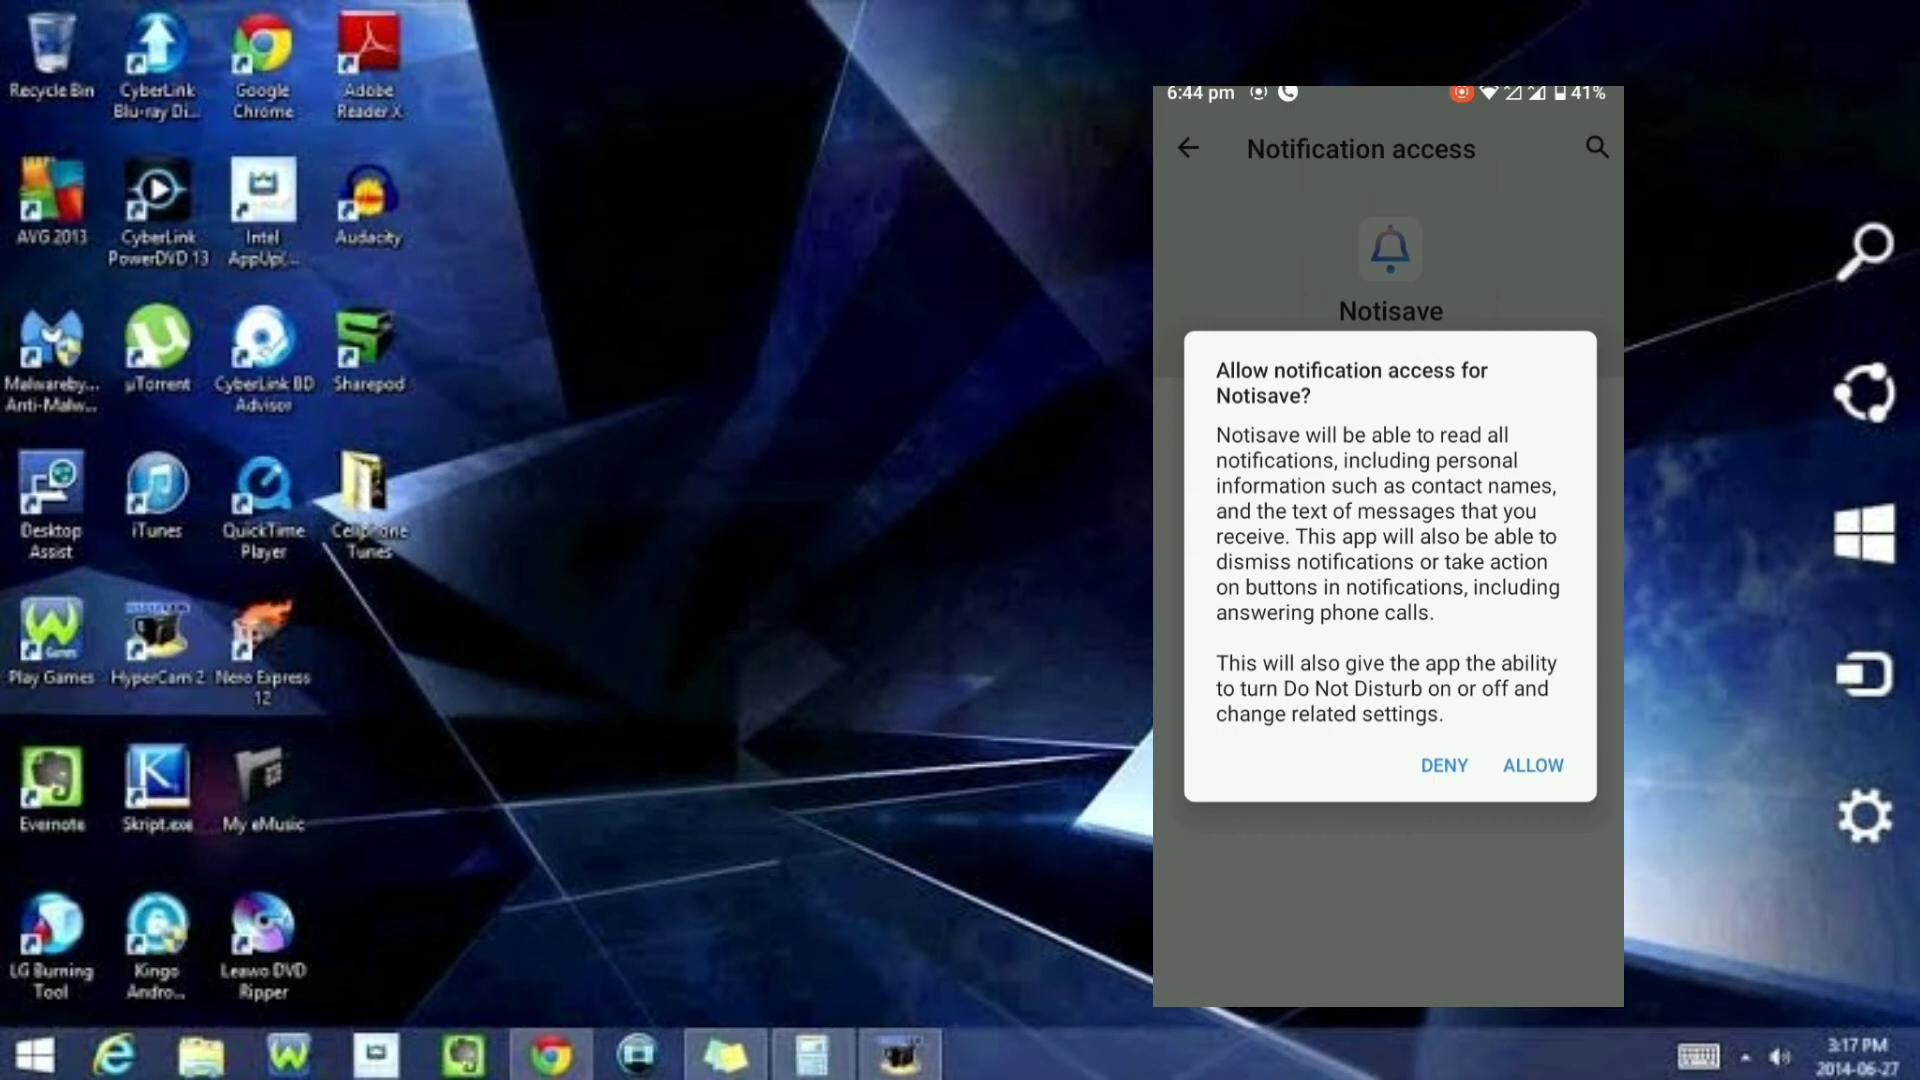 Recycle Bin
CyberLink
Blu-ray Di...
Google
Chrome
Adobe
Reader X
AVG 2013
CyberLink
PowerDVD 13
Intel
AppUp(...
Audacity
Malwareby...
Anti-Malw...
µTorrent
CyberLink BD
Advisor
Sharepod
Desktop
Assist
iTunes
QuickTime
Player
Cellphone
Tunes
Play Games
HyperCam 2
Nero Express
12
Evernote
Skript.exe
My eMusic
LG Burning
Tool
Kingo
Andro...
Leawo DVD
Ripper
6:44 pm
41%
Notification access
Notisave
Allow notification access for
Notisave?
Notisave will be able to read all
notifications, including personal
information such as contact names,
and the text of messages that you
receive. This app will also be able to
dismiss notifications or take action
on buttons in notifications, including
answering phone calls.
This will also give the app the ability
to turn Do Not Disturb on or off and
change related settings.
DENY ALLOW
3:17 PM
2014-06-27